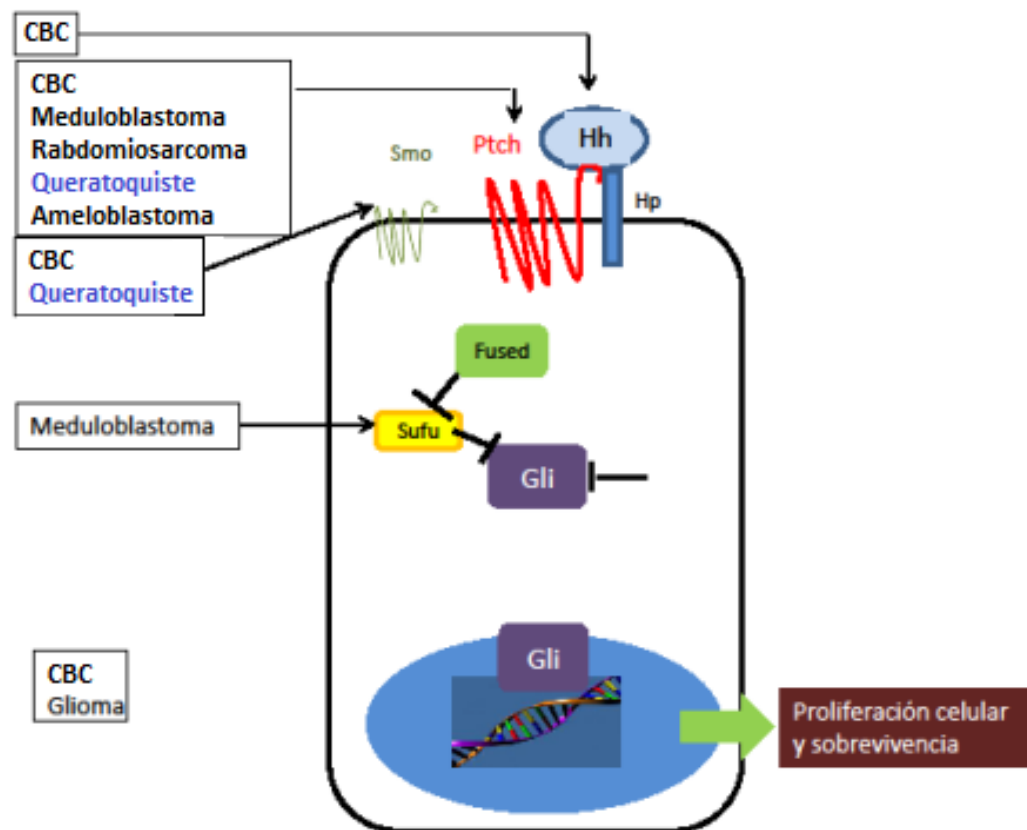 CBC
CBC
Meduloblastoma
Rabdomiosarcoma
Queratoquiste
Ameloblastoma
CBC
Queratoquiste
Smo
Ptch
Hh
Hp
Fused
Meduloblastoma
Sufu
Gli
CBC
Glioma
Gli
Proliferación celular
y sobrevivencia